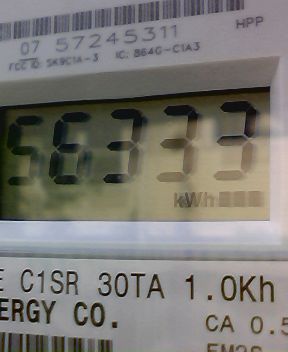 HPP
07 57245311
FCC ID: SK9C1A-3 IC: 864G-C1A3
56333
kWh
E C1SR 30TA 1.0Kh
ERGY CO.
CA 0.5